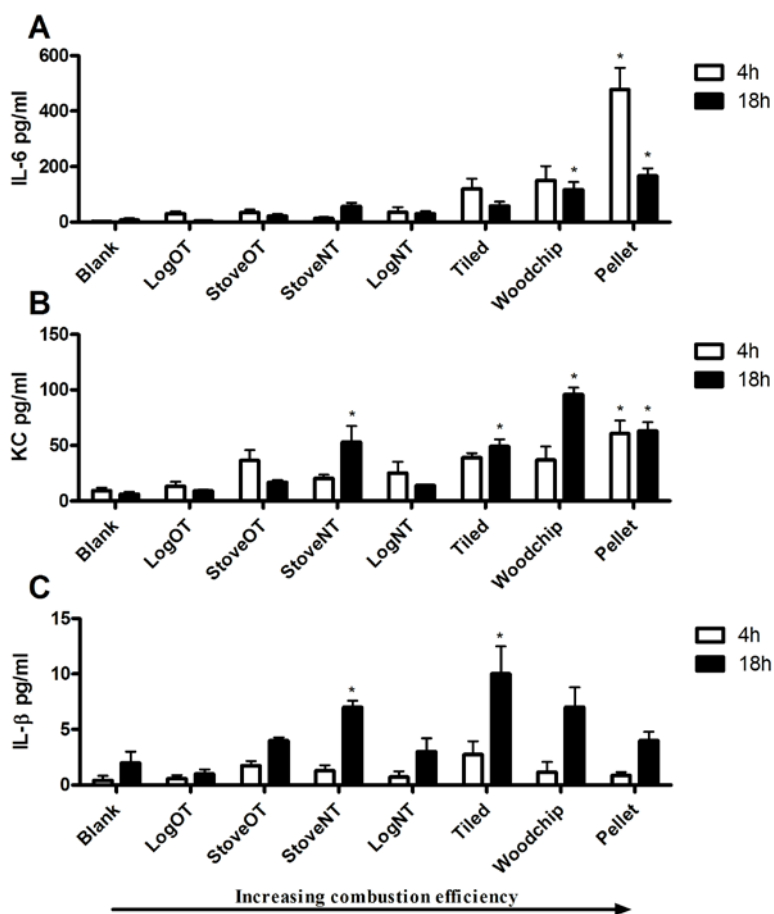 A
IL-6 pg/ml
600
400
200
0
*
*
*
4h
18h
Blank
LogOT
StoveOT
StoveNT
LogNT
Tiled
Woodchip
Pellet
B
KC pg/ml
150
100
50
0
*
*
*
*
*
4h
18h
Blank
LogOT
StoveOT
StoveNT
LogNT
Tiled
Woodchip
Pellet
C
IL-β pg/ml
15
10
5
0
*
*
4h
18h
Blank
LogOT
StoveOT
StoveNT
LogNT
Tiled
Woodchip
Pellet
Increasing combustion efficiency